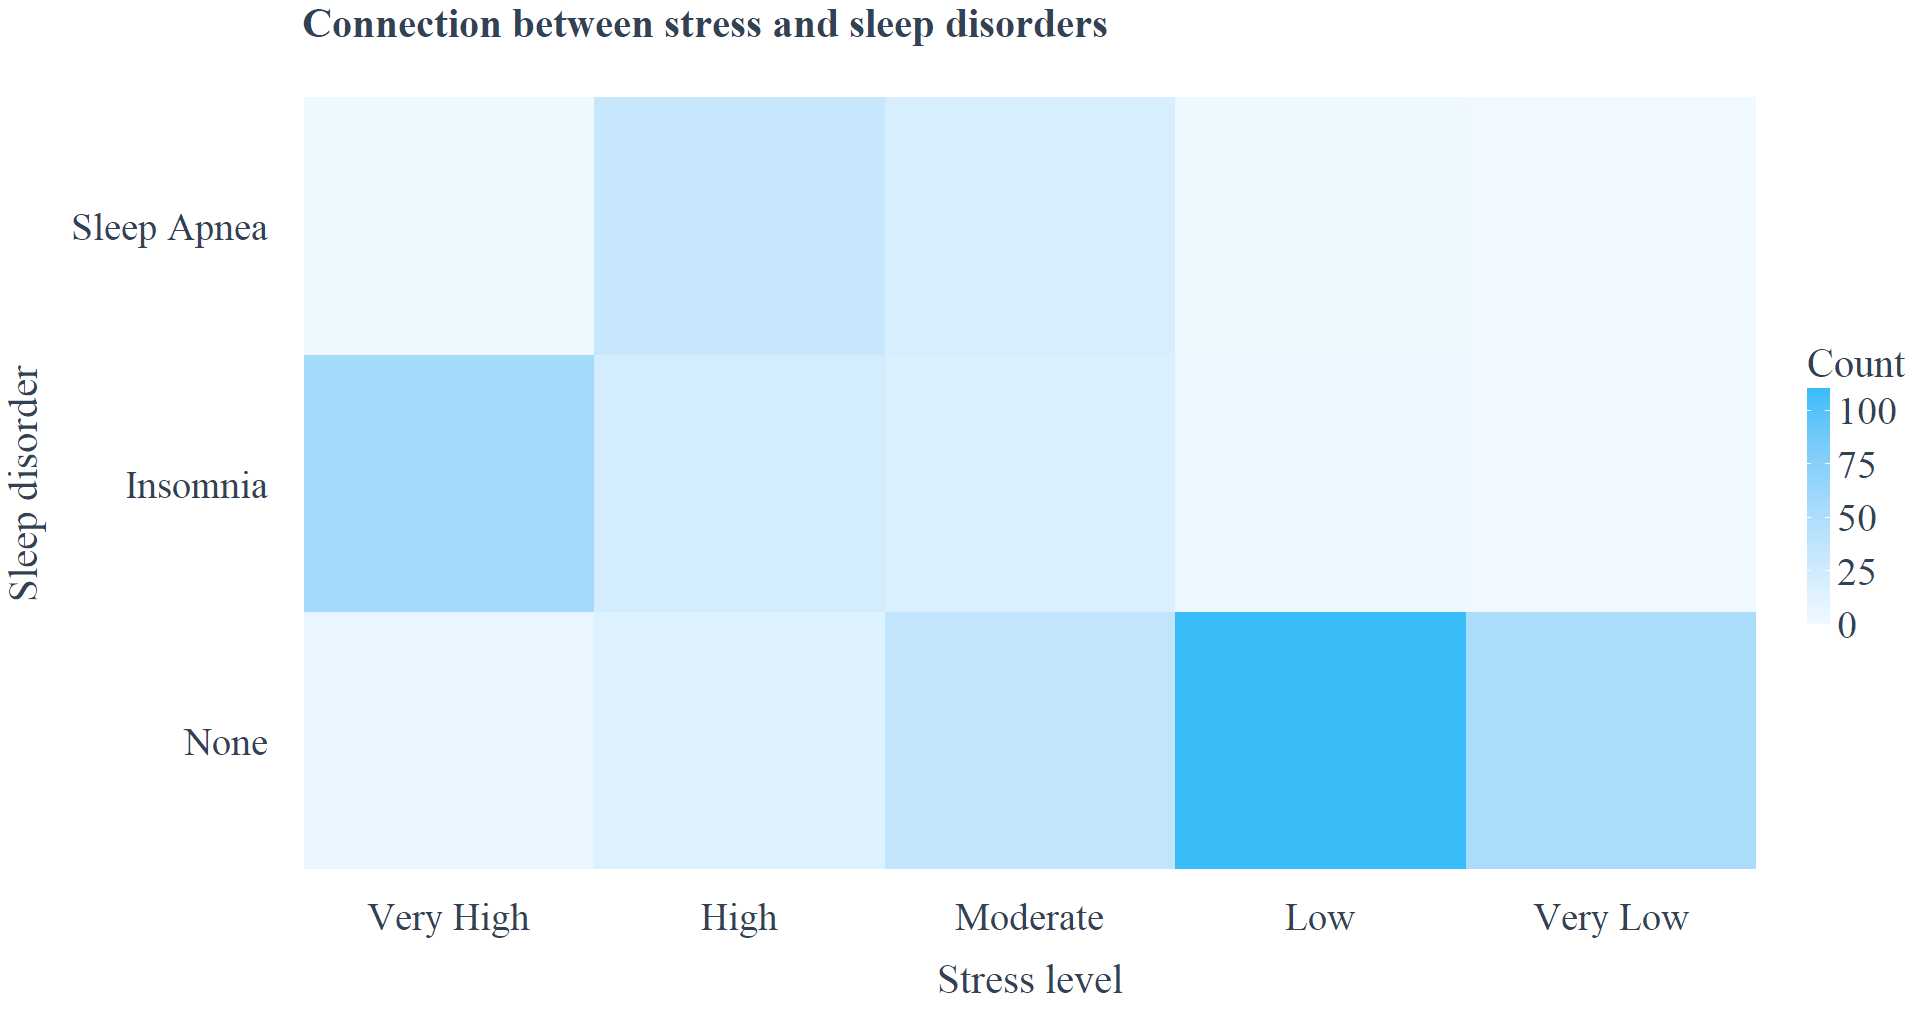 Connection between stress and sleep disorders
Sleep disorder
Sleep Apnea
Insomnia
None
Very High
High
Moderate
Low
Very Low
Stress level
Count
100
75
50
25
0